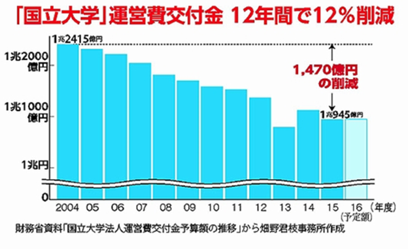 「国立大学」運営費交付金 12年間で12%削減
1兆2415億円
1兆2000
億円
1,470億円
の削減
1兆1000
億円
1兆945億円
1兆円
2004 05 06 07 08 09 10 11 12 13 14 15 16 (年度)
(予定額)
財務省資料「国立大学法人運営費交付金予算額の推移」から畑野君枝事務所作成